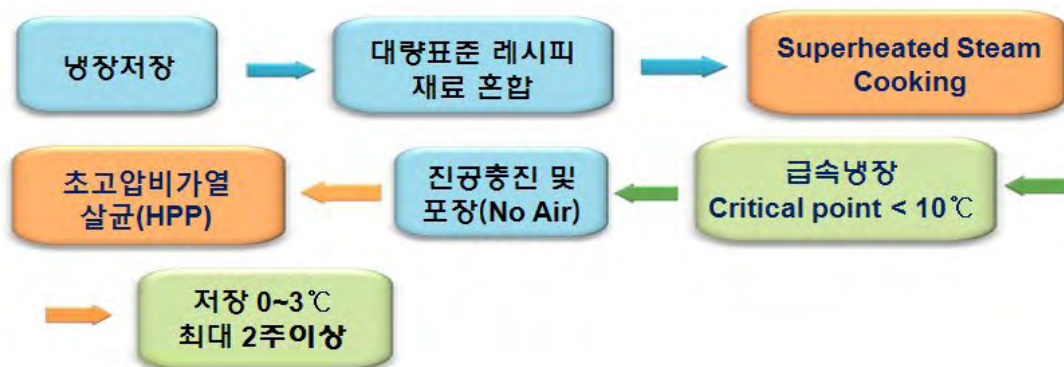 냉장저장
대량표준 레시피
재료 혼합
Superheated Steam
Cooking
급속냉장
Critical point < 10℃
진공충진 및
포장(No Air)
초고압비가열
살균(HPP)
저장 0~3℃
최대 2주이상